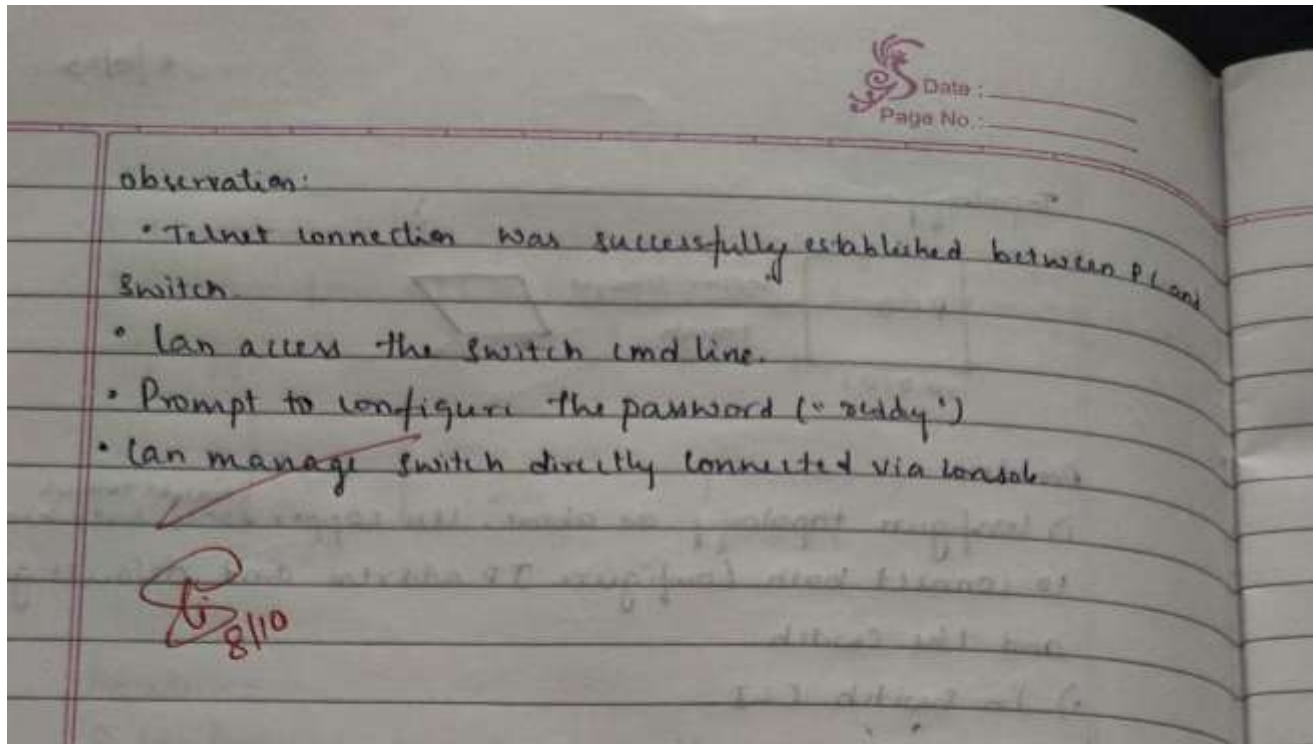 Date :
Page No. :
observation:
• Telnet connection was successfully established between PC and
Switch.
• Can access the switch cmd line.
• Prompt to configure the password ("reddy")
• Can manage switch directly connected via console
8/10